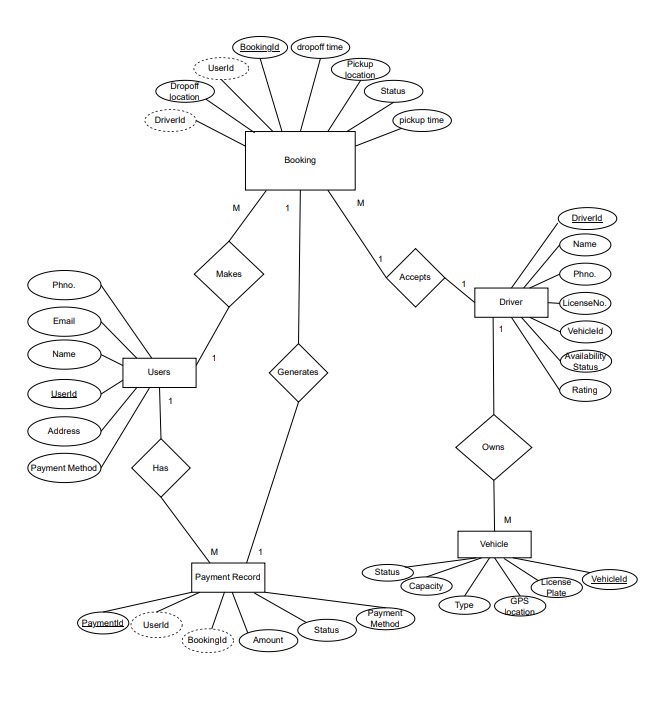 BookingId
dropoff time
UserId
Pickup
location
Dropoff
location
Status
DriverId
pickup time
Booking
M
1
M
DriverId
Name
1
Accepts
1
Phno.
Makes
Driver
LicenseNo.
Phno.
Email
VehicleId
1
Name
1
Availability
Status
Users
Generates
UserId
Rating
1
Address
Owns
Payment Method
Has
M
Vehicle
M
1
Payment Record
Status
Capacity
Type
GPS
location
License
Plate
VehicleId
PaymentId
UserId
BookingId
Amount
Status
Payment
Method